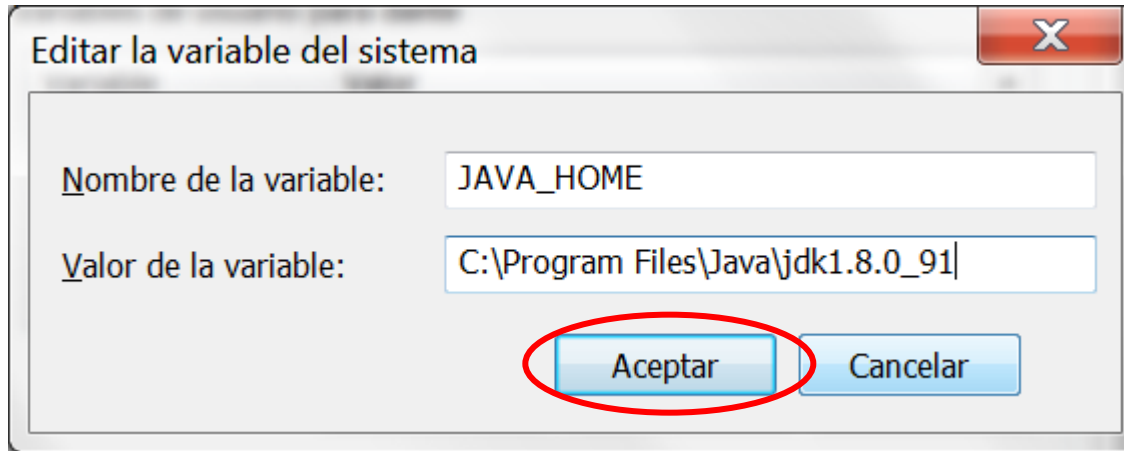 Editar la variable del sistema
Nombre de la variable:
JAVA_HOME
Valor de la variable:
C:\Program Files\Java\jdk1.8.0_91
Aceptar
Cancelar